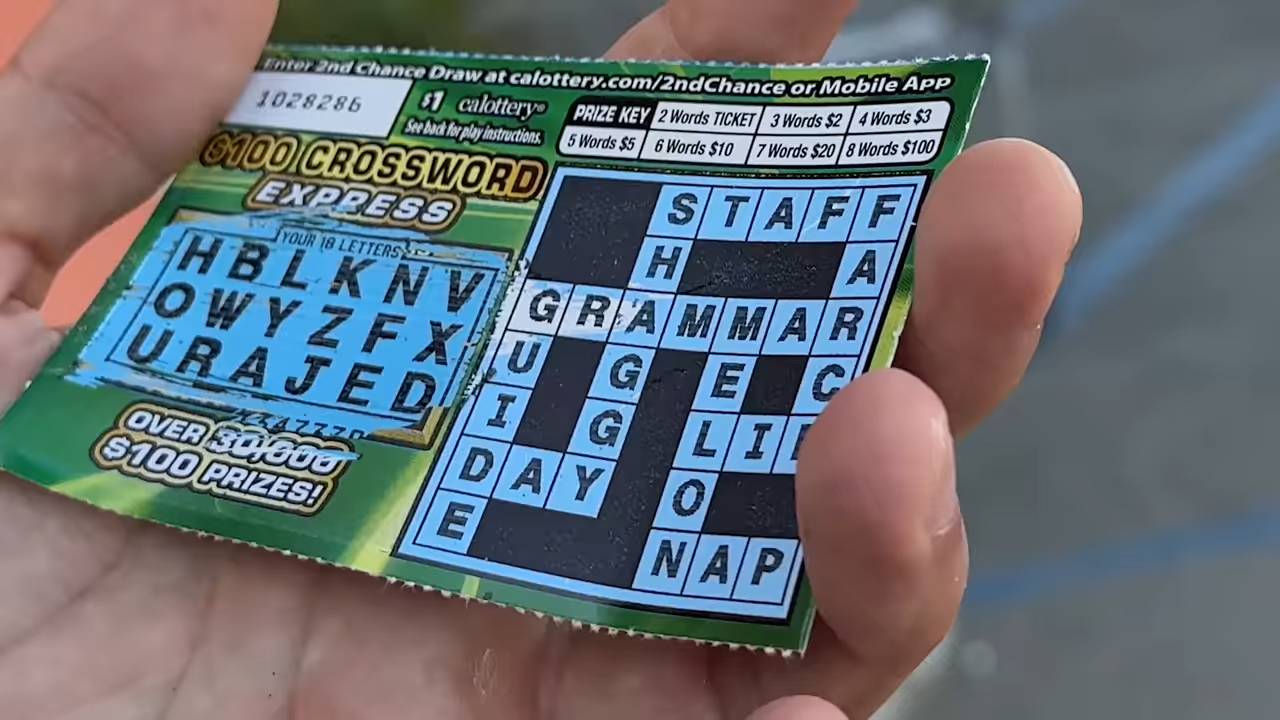 Enter 2nd Chance Draw at calottery.com/2ndChance or Mobile App
1028286
$1 calottery®
See back for play instructions.
PRIZE KEY 2 Words TICKET 3 Words $2 4 Words $3
5 Words $5 6 Words $10 7 Words $20 8 Words $100
$100 CROSSWORD
EXPRESS
YOUR 18 LETTERS
H B L K N V
O W Y Z F X
U R A J E D
OVER 30,000
$100 PRIZES!
S T A F F
H A
G R A M M A R
U G E C
I G L I
D A Y O
E N A P